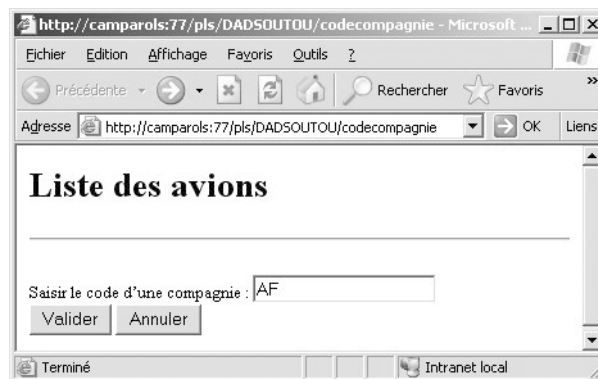 http://camparols:77/pls/DADSOUTOU/codecompagnie - Microsoft ...
Fichier Edition Affichage Favoris Outils ?
Précédente Rechercher Favoris »
Adresse http://camparols:77/pls/DADSOUTOU/codecompagnie OK Liens
Liste des avions
Saisir le code d'une compagnie : AF
Valider Annuler
Terminé Intranet local